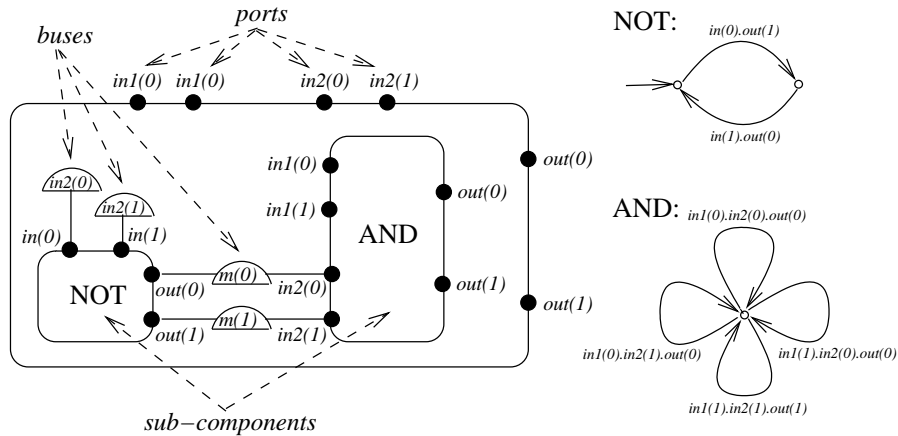 ports
buses
in1(0) in1(0) in2(0) in2(1)
in2(0)
in2(1)
in(0) in(1)
NOT
out(0)
out(1)
m(0)
m(1)
in1(0)
in1(1)
in2(0)
in2(1)
AND
out(0)
out(1)
out(0)
out(1)
sub-components
NOT:
in(0).out(1)
in(1).out(0)
AND:
in1(0).in2(0).out(0)
in1(0).in2(1).out(0)
in1(1).in2(0).out(0)
in1(1).in2(1).out(1)